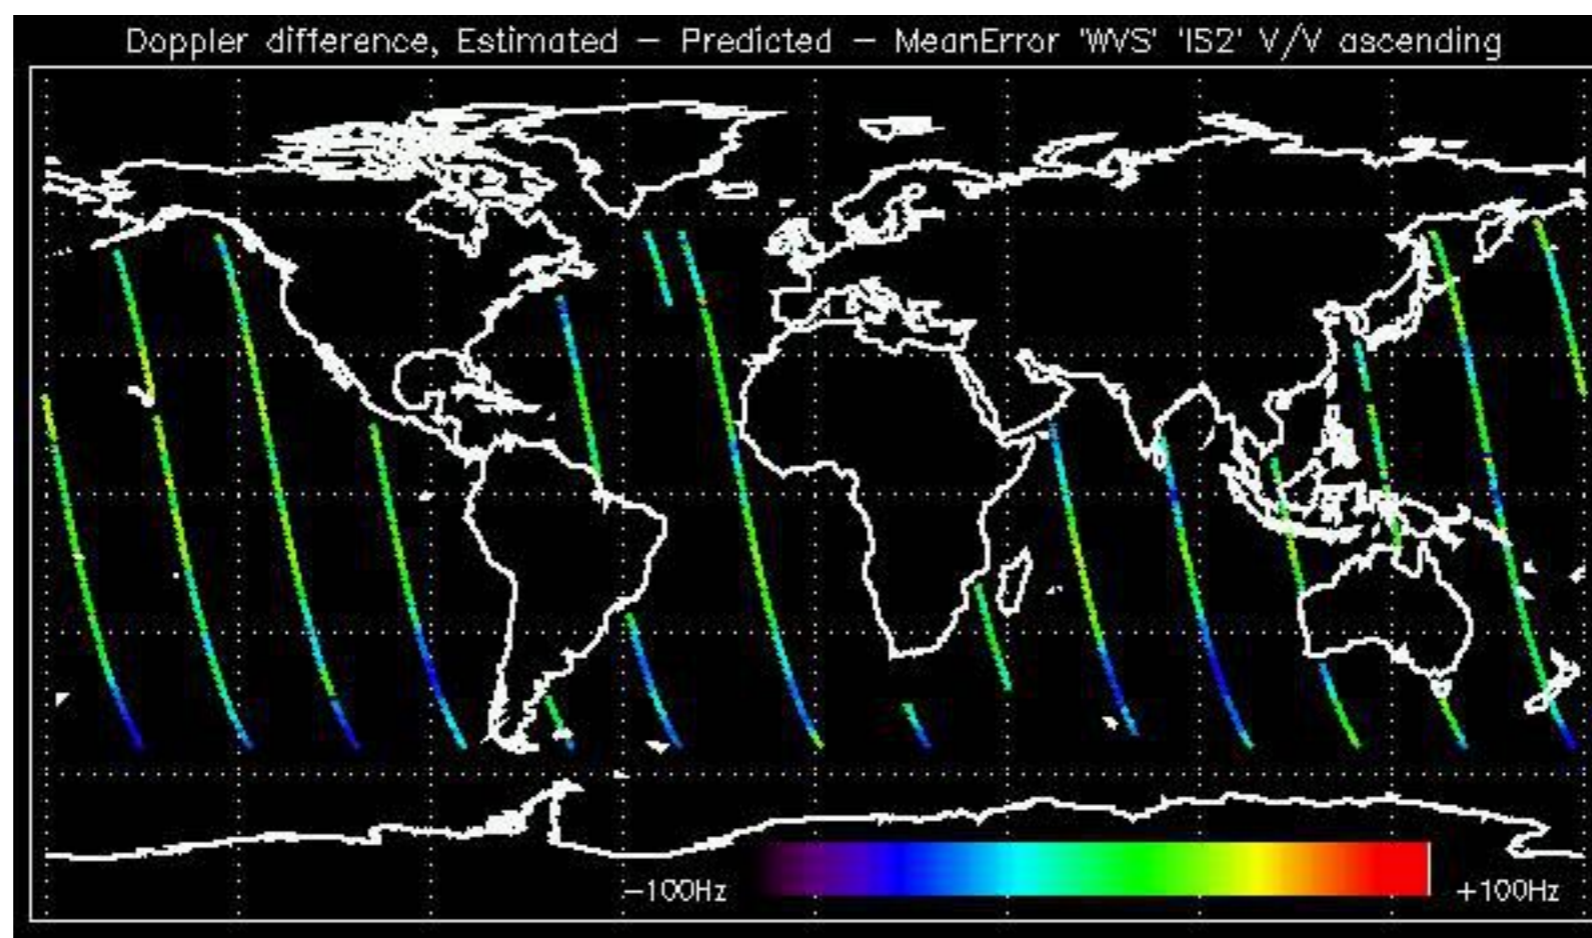 Doppler difference, Estimated – Predicted – MeanError 'WVS' 'IS2' V/V ascending
-100Hz +100Hz